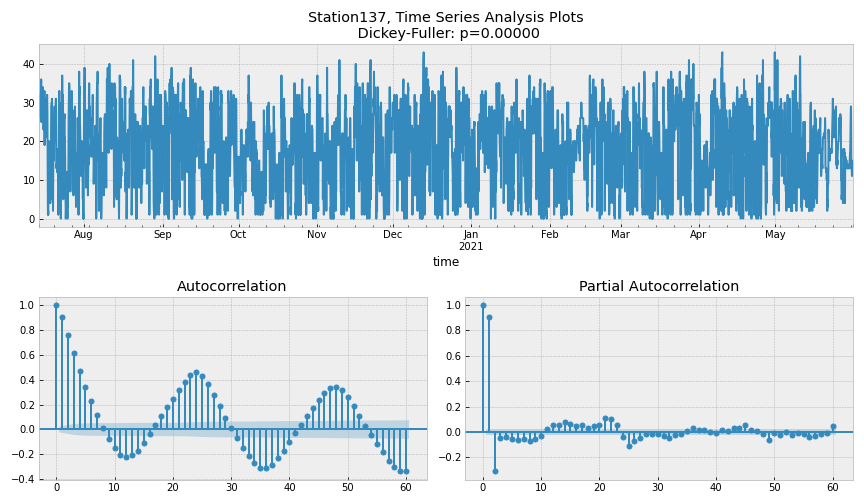 Station137, Time Series Analysis Plots
Dickey-Fuller: p=0.00000
40
30
20
10
0
Aug Sep Oct Nov Dec Jan Feb Mar Apr May
2021
time
Autocorrelation Partial Autocorrelation
1.0 1.0
0.8 0.8
0.6 0.6
0.4 0.4
0.2 0.2
0.0 0.0
−0.2 −0.2
−0.4
0 10 20 30 40 50 60 0 10 20 30 40 50 60